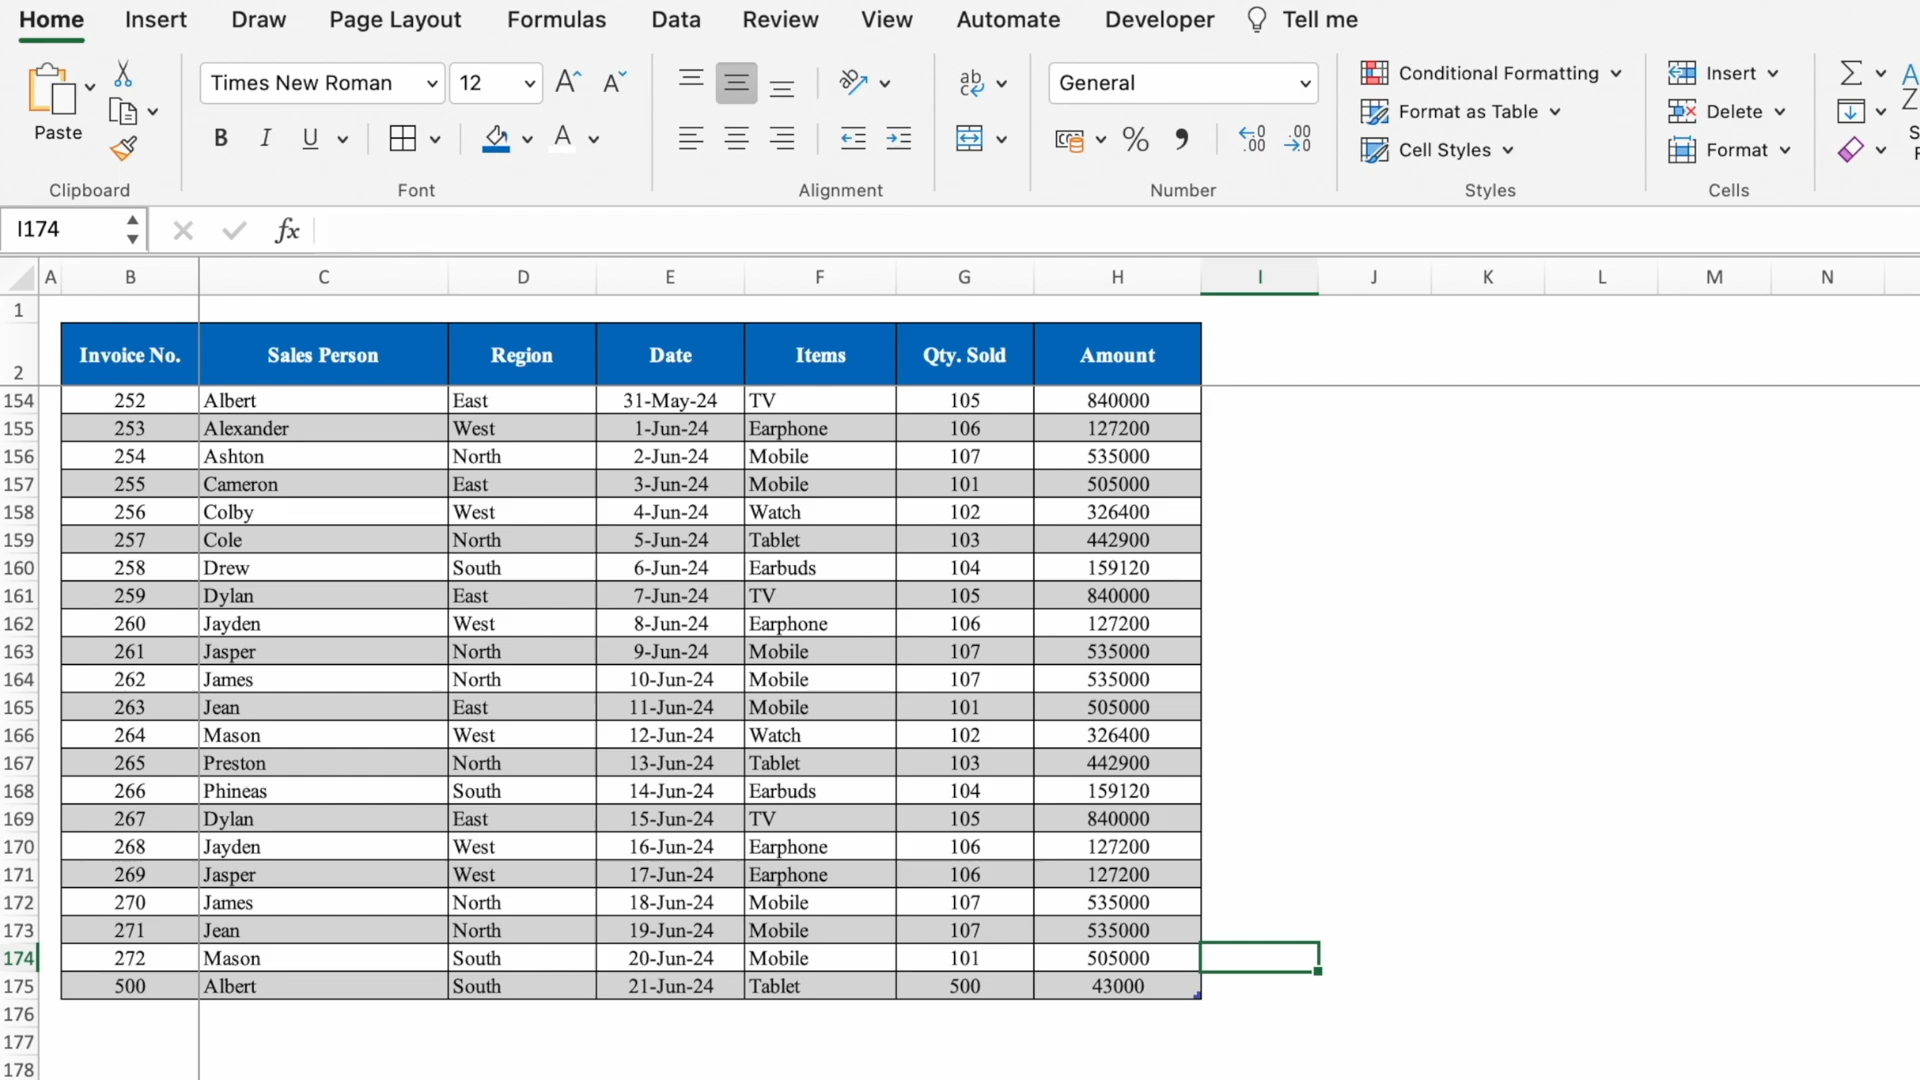 Home Insert Draw Page Layout Formulas Data Review View Automate Developer Tell me
Paste
Clipboard
Times New Roman 12
B I U A
Font
ab
Alignment
General
% .00 .00
Number
Conditional Formatting
Format as Table
Cell Styles
Styles
Insert
Delete
Format
Cells
I174 fx
A B C D E F G H I J K L M N
1
2 Invoice No. Sales Person Region Date Items Qty. Sold Amount
154 252 Albert East 31-May-24 TV 105 840000
155 253 Alexander West 1-Jun-24 Earphone 106 127200
156 254 Ashton North 2-Jun-24 Mobile 107 535000
157 255 Cameron East 3-Jun-24 Mobile 101 505000
158 256 Colby West 4-Jun-24 Watch 102 326400
159 257 Cole North 5-Jun-24 Tablet 103 442900
160 258 Drew South 6-Jun-24 Earbuds 104 159120
161 259 Dylan East 7-Jun-24 TV 105 840000
162 260 Jayden West 8-Jun-24 Earphone 106 127200
163 261 Jasper North 9-Jun-24 Mobile 107 535000
164 262 James North 10-Jun-24 Mobile 107 535000
165 263 Jean East 11-Jun-24 Mobile 101 505000
166 264 Mason West 12-Jun-24 Watch 102 326400
167 265 Preston North 13-Jun-24 Tablet 103 442900
168 266 Phineas South 14-Jun-24 Earbuds 104 159120
169 267 Dylan East 15-Jun-24 TV 105 840000
170 268 Jayden West 16-Jun-24 Earphone 106 127200
171 269 Jasper West 17-Jun-24 Earphone 106 127200
172 270 James North 18-Jun-24 Mobile 107 535000
173 271 Jean North 19-Jun-24 Mobile 107 535000
174 272 Mason South 20-Jun-24 Mobile 101 505000
175 500 Albert South 21-Jun-24 Tablet 500 43000
176
177
178